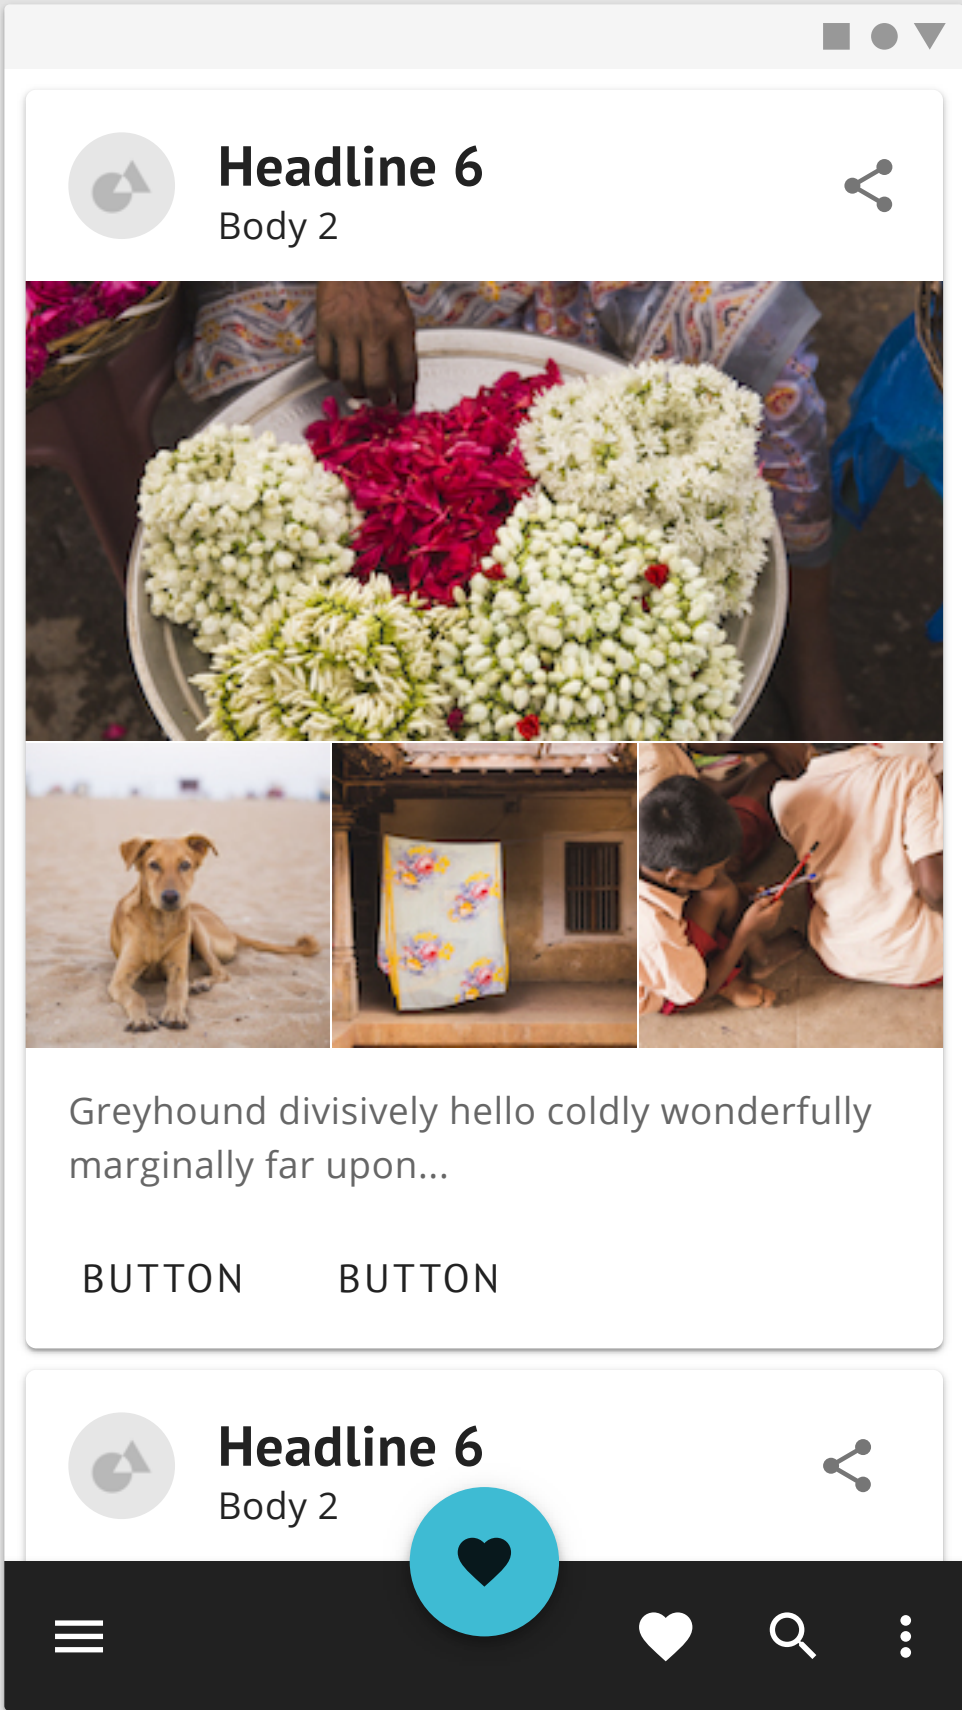 Headline 6
Body 2
Greyhound divisively hello coldly wonderfully
marginally far upon...
BUTTON BUTTON
Headline 6
Body 2